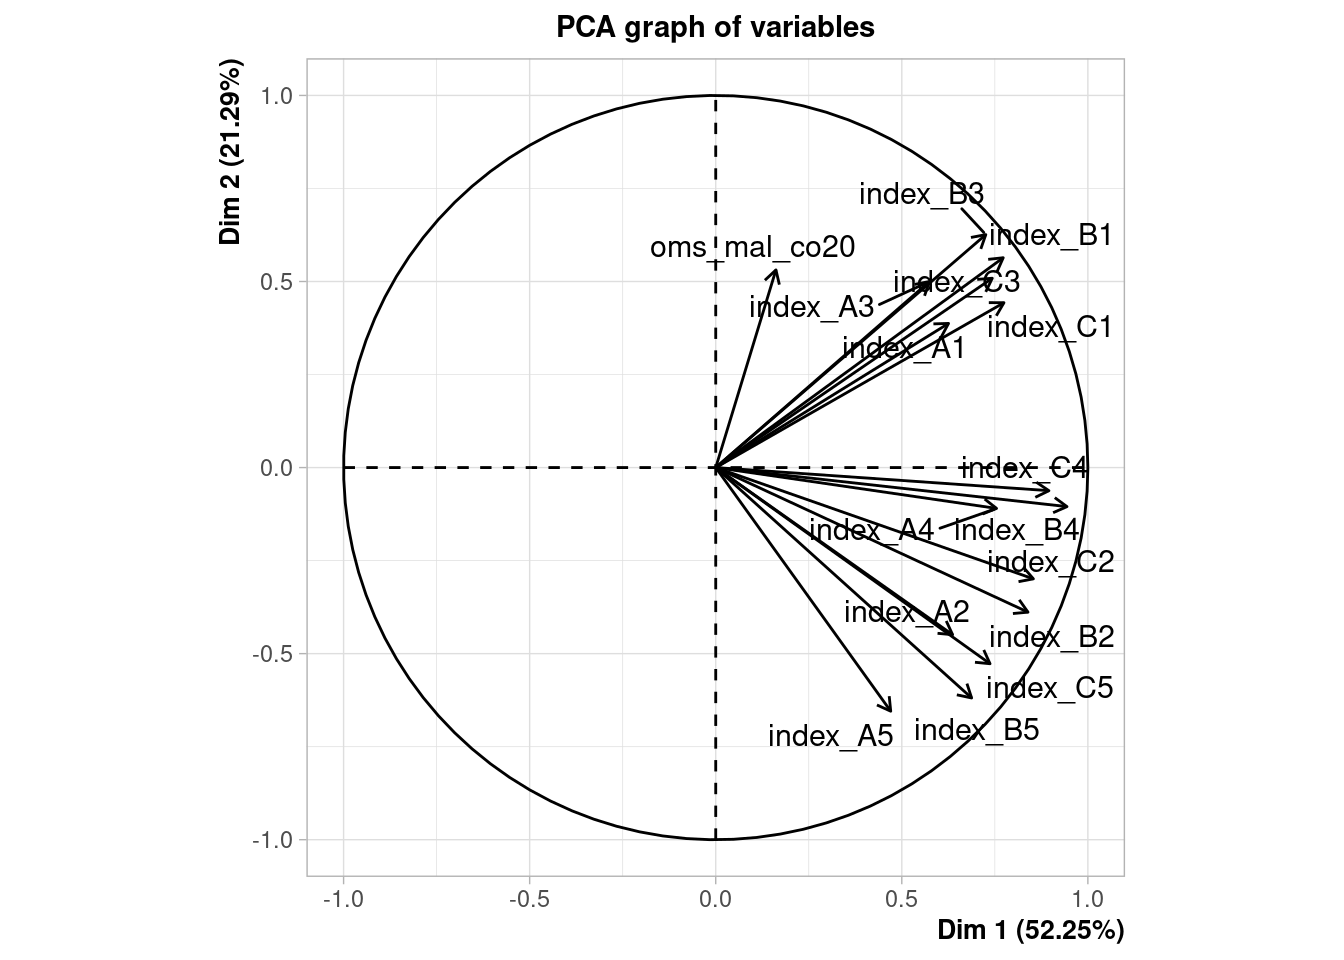 PCA graph of variables
Dim 2 (21.29%)
1.0
0.5
0.0
-0.5
-1.0
index_B3
index_B1
oms_mal_co20
index_C3
index_A3
index_C1
index_A1
index_C4
index_A4
index_B4
index_C2
index_A2
index_B2
index_C5
index_B5
index_A5
-1.0
-0.5
0.0
0.5
1.0
Dim 1 (52.25%)